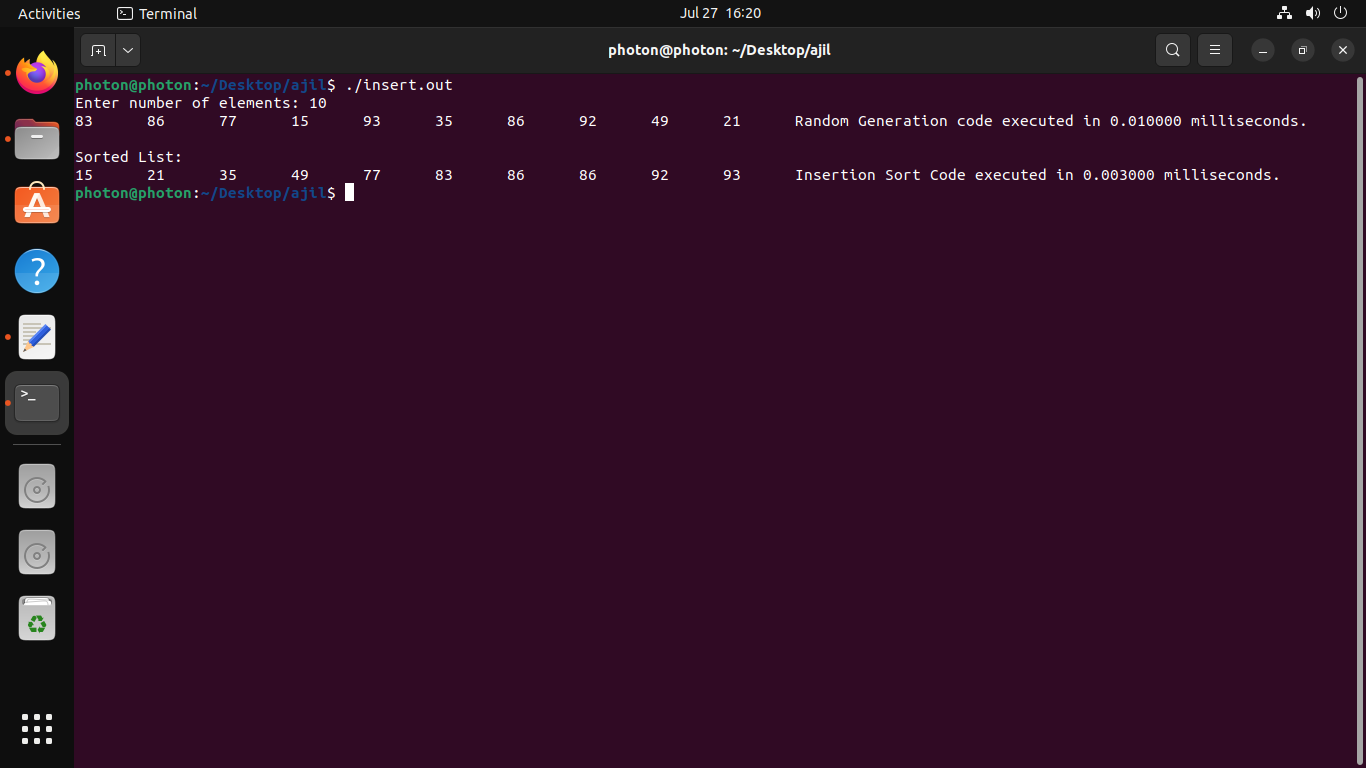 Activities Terminal Jul 27 16:20
photon@photon: ~/Desktop/ajil
photon@photon:~/Desktop/ajil$ ./insert.out
Enter number of elements: 10
83 86 77 15 93 35 86 92 49 21 Random Generation code executed in 0.010000 milliseconds.
Sorted List:
15 21 35 49 77 83 86 86 92 93 Insertion Sort Code executed in 0.003000 milliseconds.
photon@photon:~/Desktop/ajil$